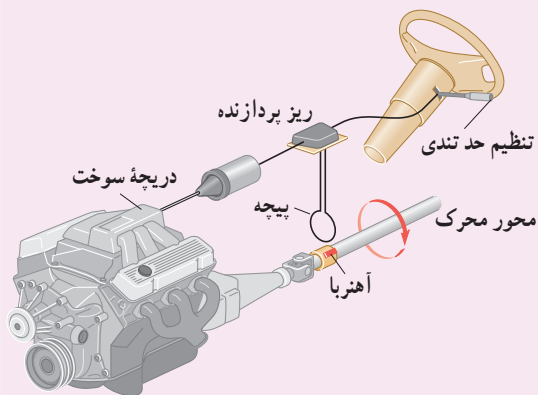 ریز پردازنده
تنظیم حد تندی
دریچهٔ سوخت
پیچه
محور محرک
آهنربا